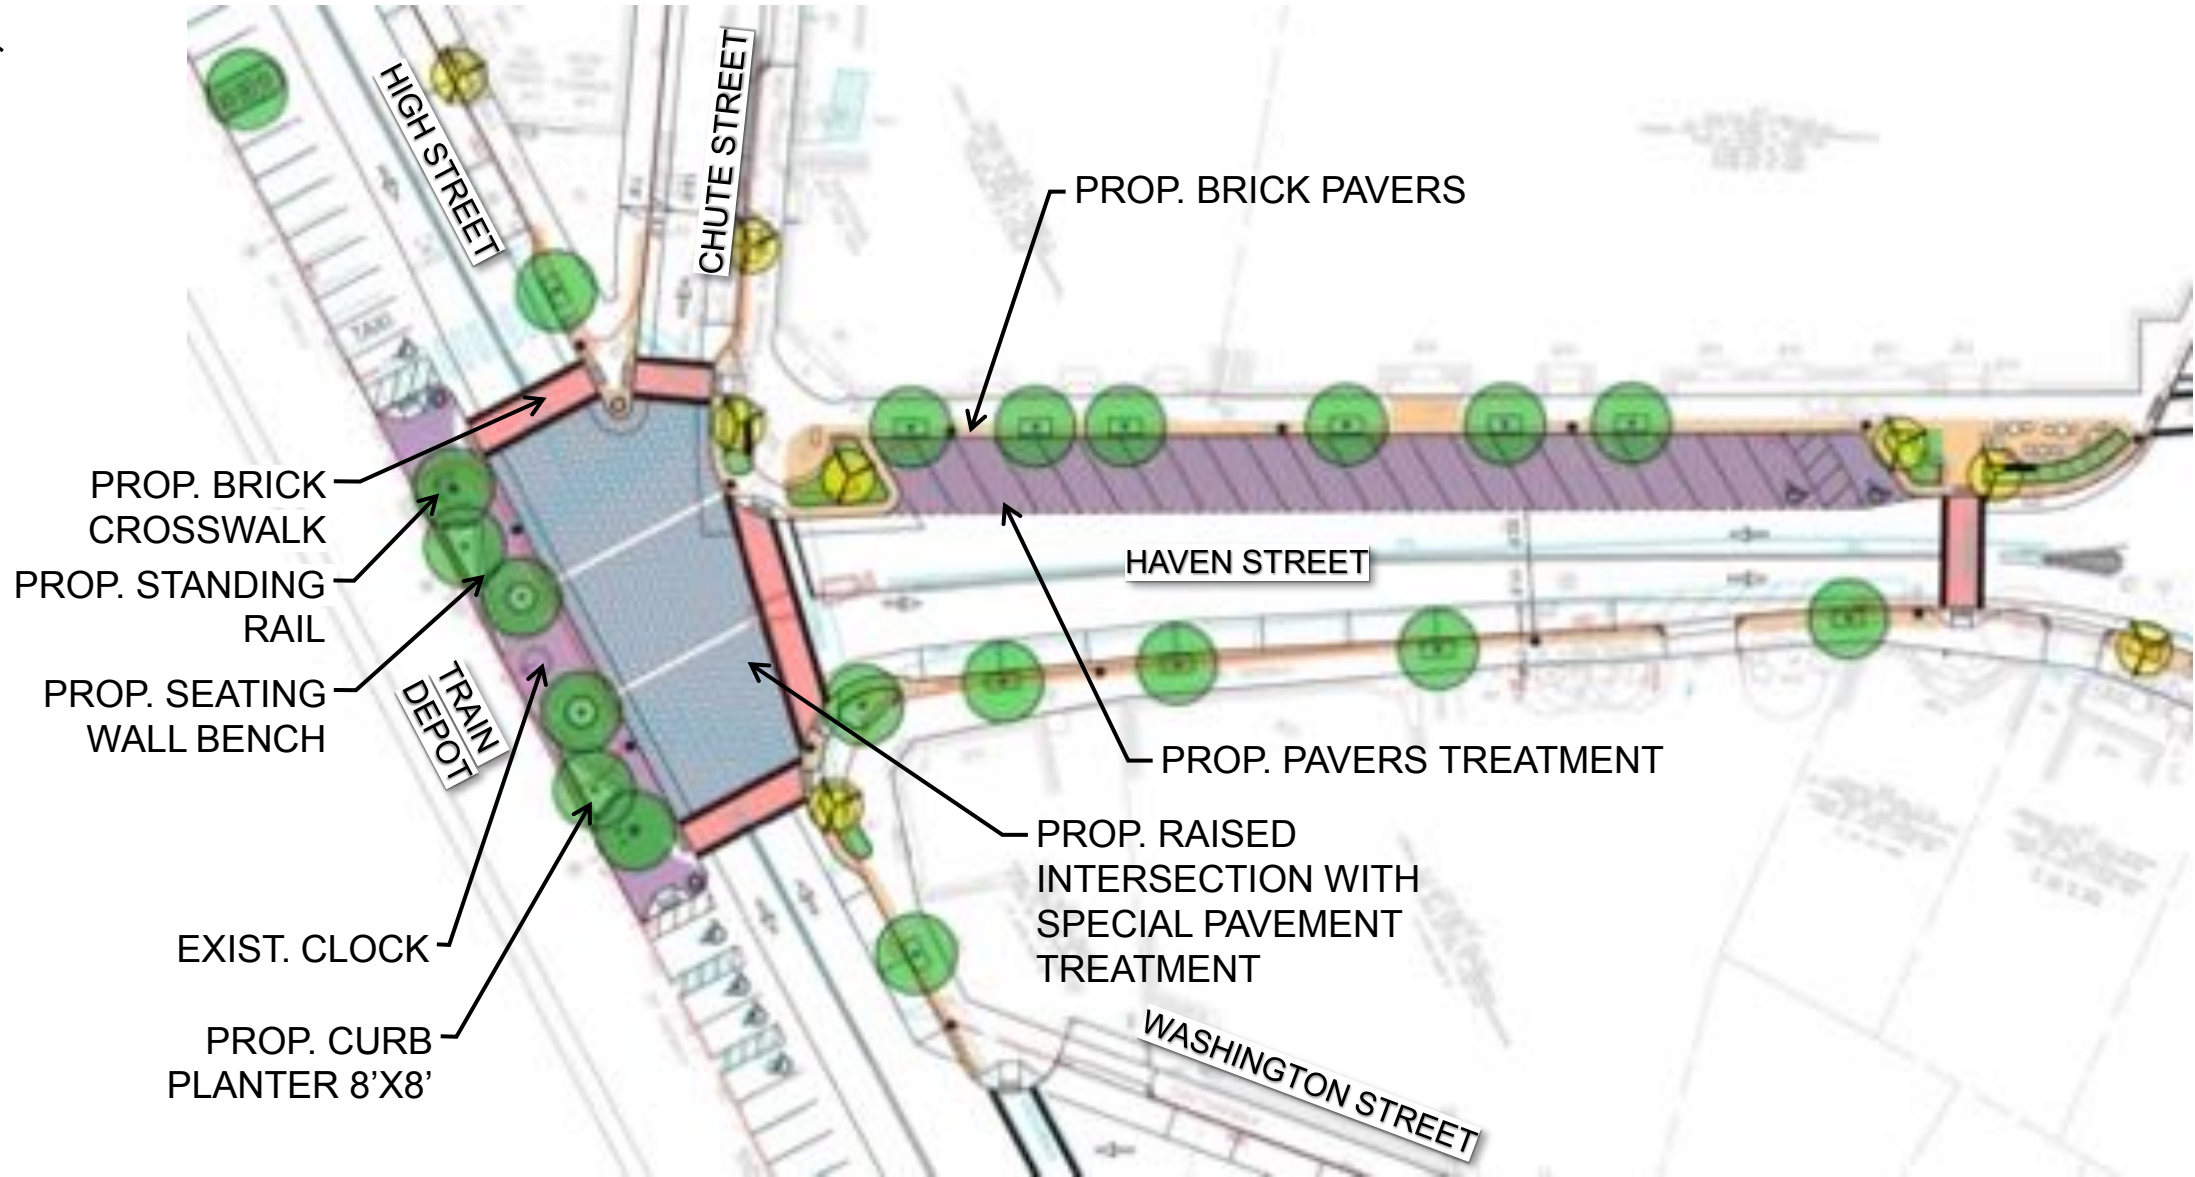 HIGH STREET
CHUTE STREET
PROP. BRICK PAVERS
TAXI
PROP. BRICK
CROSSWALK
PROP. STANDING
RAIL
PROP. SEATING
WALL BENCH
TRAIN
DEPOT
HAVEN STREET
PROP. PAVERS TREATMENT
PROP. RAISED
INTERSECTION WITH
SPECIAL PAVEMENT
TREATMENT
EXIST. CLOCK
PROP. CURB
PLANTER 8’X8’
WASHINGTON STREET